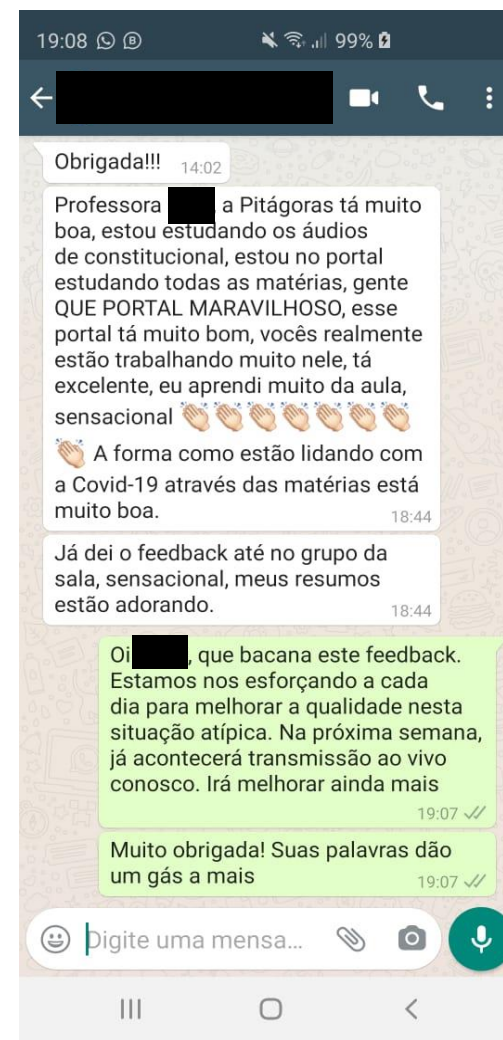 19:08 99%
Obrigada!!! 14:02
Professora , a Pitágoras tá muito
boa, estou estudando os áudios
de constitucional, estou no portal
estudando todas as matérias, gente
QUE PORTAL MARAVILHOSO, esse
portal tá muito bom, vocês realmente
estão trabalhando muito nele, tá
excelente, eu aprendi muito da aula,
sensacional 👏🏻👏🏻👏🏻👏🏻👏🏻👏🏻
👏🏻 A forma como estão lidando com
a Covid-19 através das matérias está
muito boa. 18:44
Já dei o feedback até no grupo da
sala, sensacional, meus resumos
estão adorando. 18:44
Oi , que bacana este feedback.
Estamos nos esforçando a cada
dia para melhorar a qualidade nesta
situação atípica. Na próxima semana,
já acontecerá transmissão ao vivo
conosco. Irá melhorar ainda mais
19:07
Muito obrigada! Suas palavras dão
um gás a mais 19:07
Digite uma mensa...